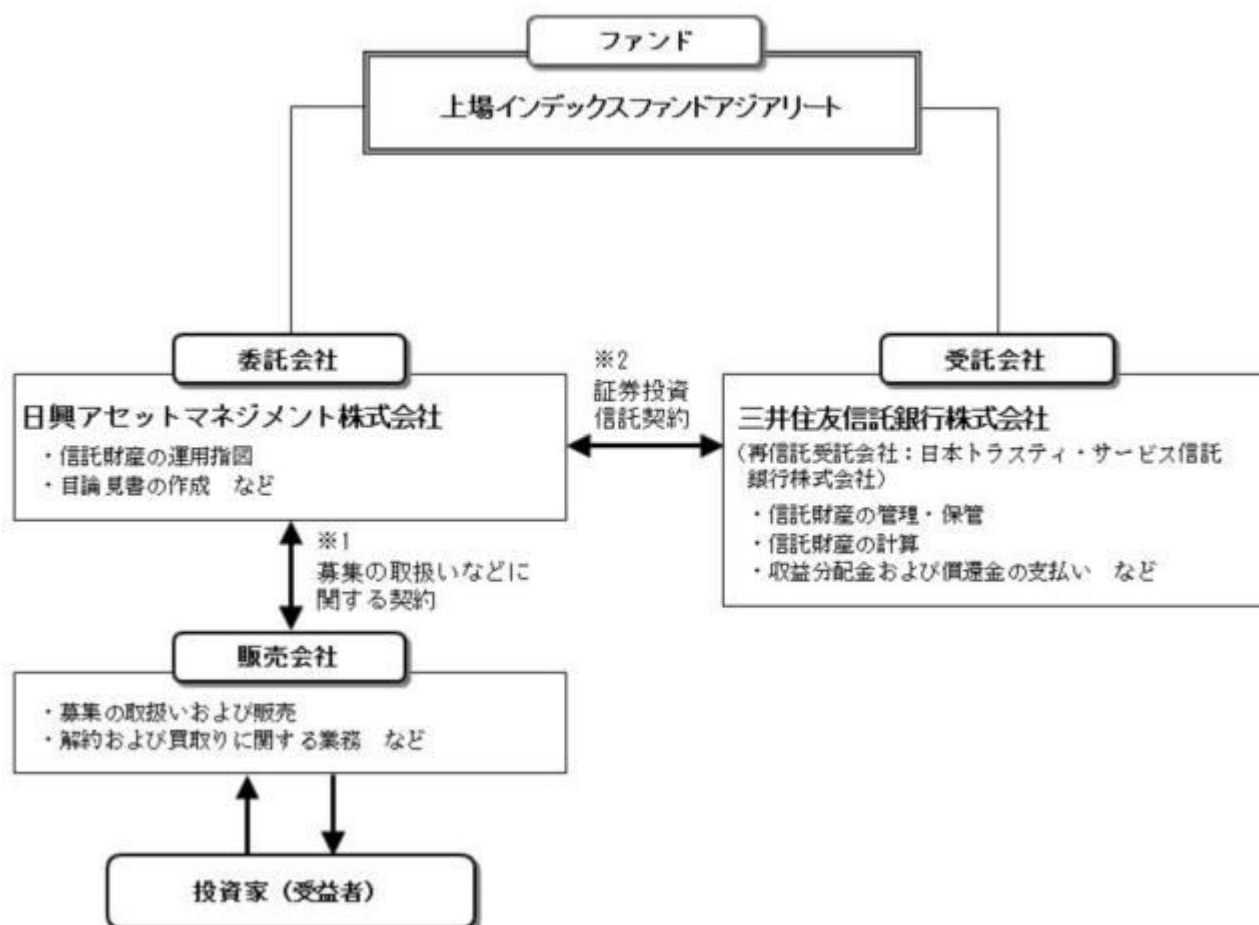 ファンド
上場インデックスファンドアジアリート
委託会社
日興アセットマネジメント株式会社
・信託財産の運用指図
・目論見書の作成　など
※2
証券投資
信託契約
受託会社
三井住友信託銀行株式会社
（再信託受託会社：日本トラスティ・サービス信託
銀行株式会社）
・信託財産の管理・保管
・信託財産の計算
・収益分配金および償還金の支払い　など
※1
募集の取扱いなどに
関する契約
販売会社
・募集の取扱いおよび販売
・解約および買取りに関する業務　など
投資家（受益者）